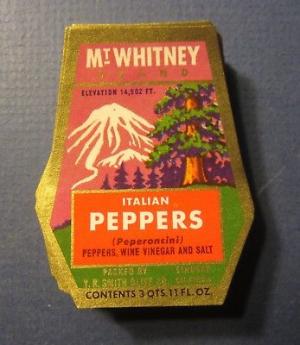 MT WHITNEY
BRAND
ELEVATION 14,502 FT.
ITALIAN
PEPPERS
(Peperoncini)
PEPPERS, WINE VINEGAR AND SALT
PACKED BY
SMITH
CONTENTS 3 QTS. 11 FL. OZ.